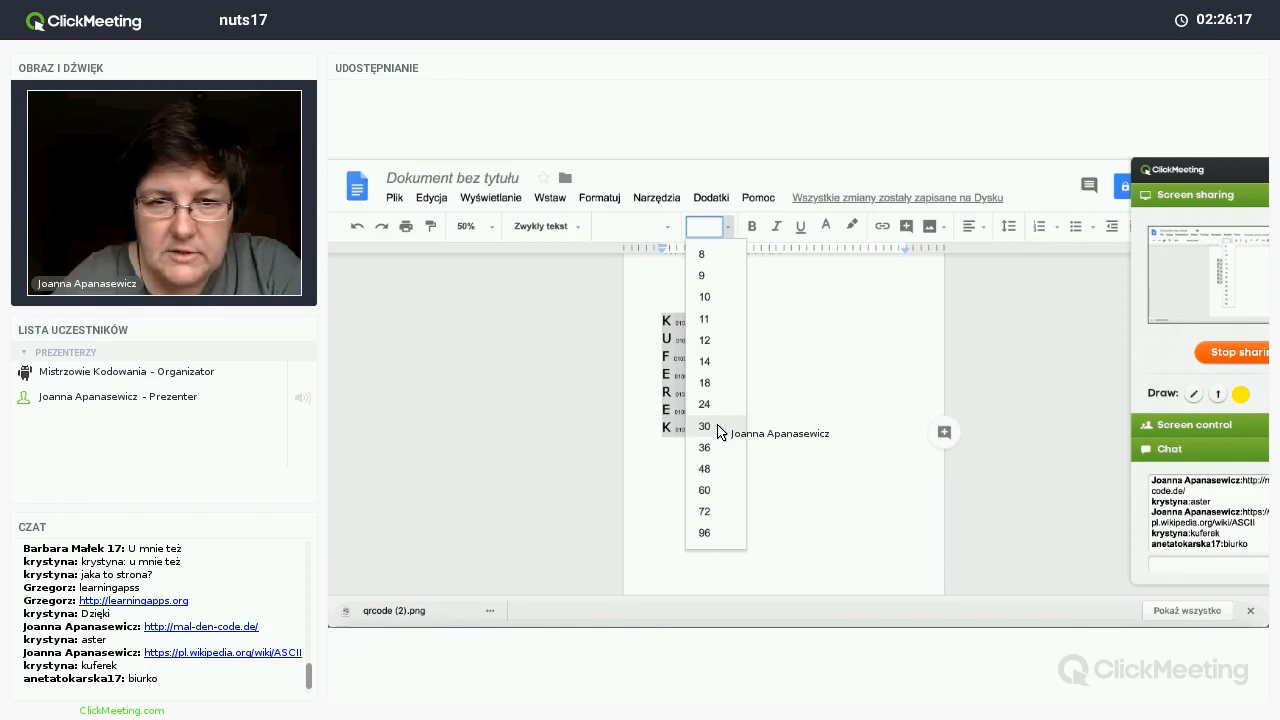 ClickMeeting
nuts17
02:26:17
OBRAZ I DŹWIĘK
Joanna Apanasewicz
LISTA UCZESTNIKÓW
PREZENTERZY
Mistrzowie Kodowania - Organizator
Joanna Apanasewicz - Prezenter
CZAT
Barbara Małek 17: U mnie też
krystyna: krystyna: u mnie też
krystyna: jaka to strona?
Grzegorz: learningapss
Grzegorz: http://learningapps.org
krystyna: Dzięki
Joanna Apanasewicz: http://mal-den-code.de/
krystyna: aster
Joanna Apanasewicz: https://pl.wikipedia.org/wiki/ASCII
krystyna: kuferek
anetatokarska17: biurko
ClickMeeting.com
UDOSTĘPNIANIE
Dokument bez tytułu
Plik Edycja Wyświetlanie Wstaw Formatuj Narzędzia Dodatki Pomoc Wszystkie zmiany zostały zapisane na Dysku
50% Zwykły tekst B I U A
8
9
10
11
12
14
18
24
30
36
48
60
72
96
K
U
F
E
R
E
K
Joanna Apanasewicz
ClickMeeting
Screen sharing
Stop sharin
Draw:
Screen control
Chat
Joanna Apanasewicz:http://m
code.de/
krystyna:aster
Joanna Apanasewicz:https:/
pl.wikipedia.org/wiki/ASCII
krystyna:kuferek
anetatokarska17:biurko
qrcode (2).png
Pokaż wszystko
ClickMeeting